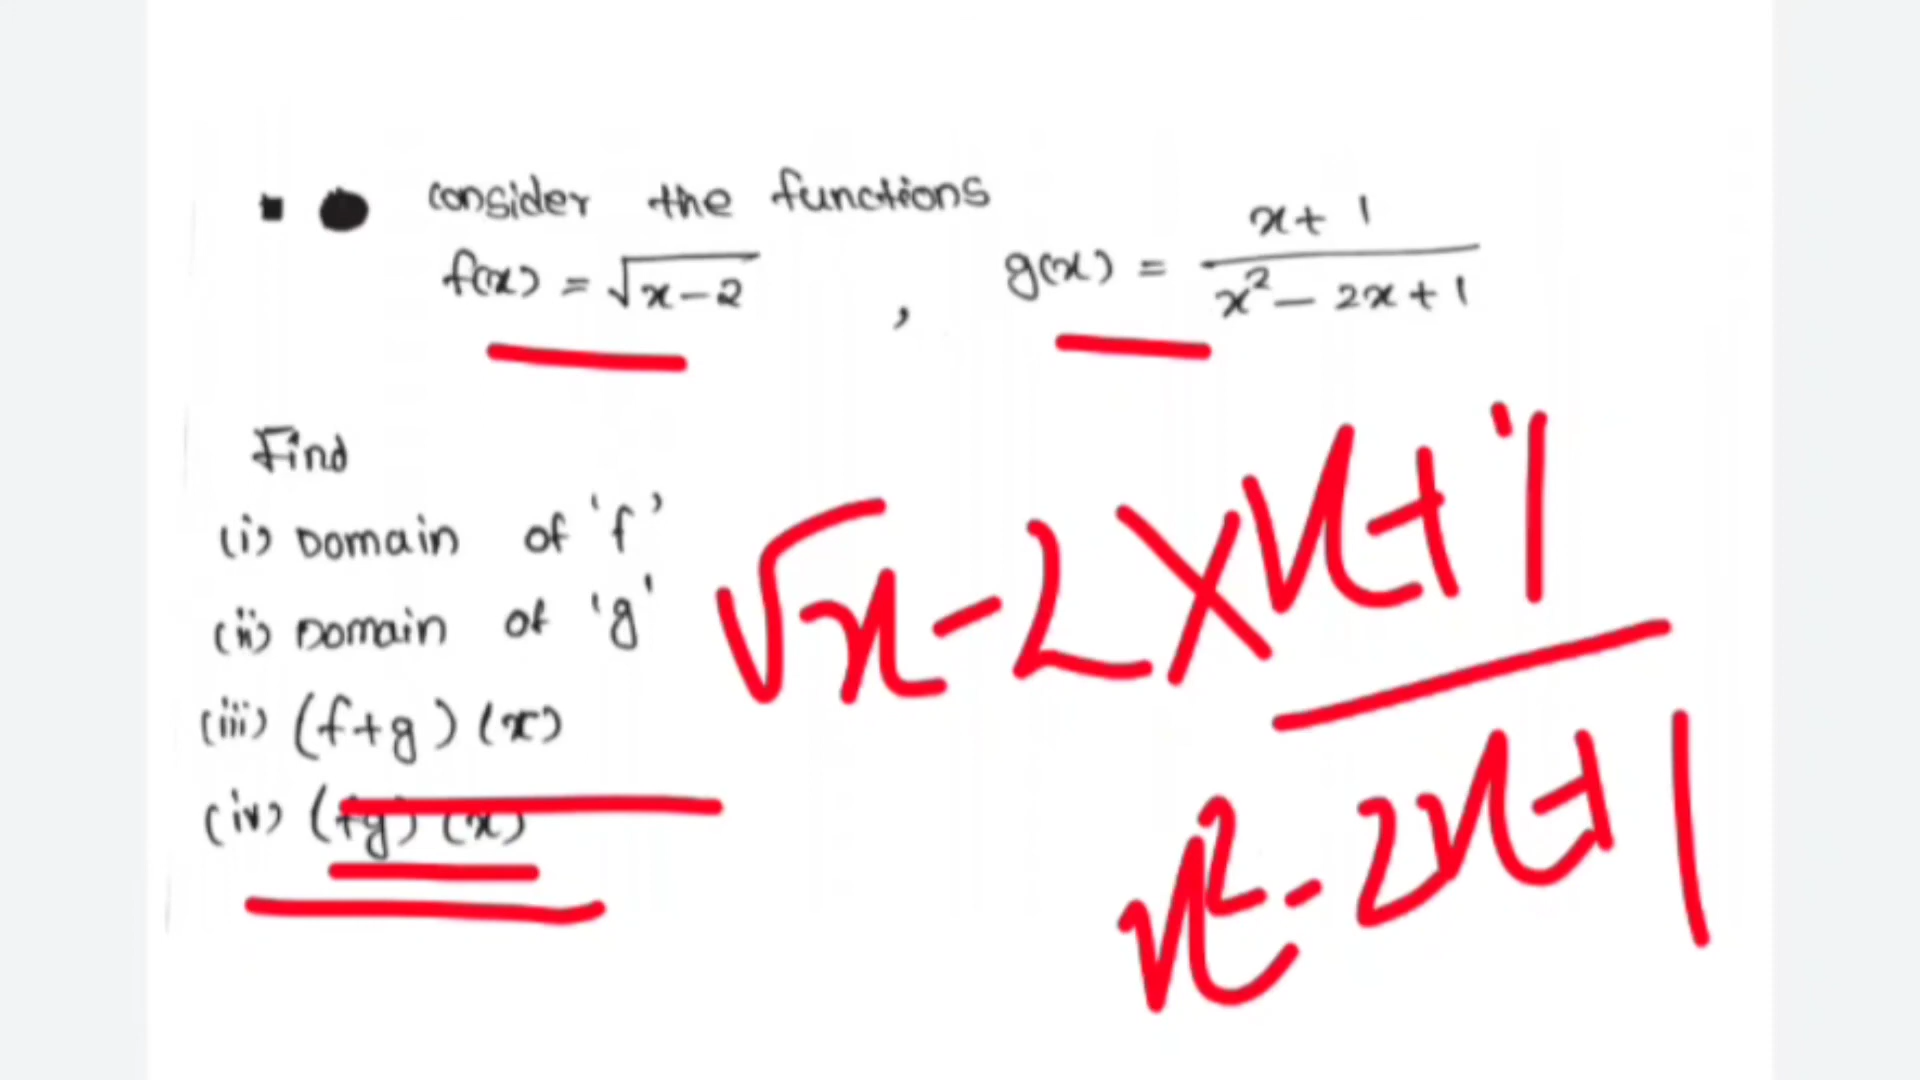 consider the functions
f(x) = √x-2 , g(x) = x+1 / x²- 2x+1
Find
(i) Domain of 'f'
(ii) Domain of 'g'
(iii) (f+g) (x)
(iv) (fg) (x)
√x-2 × x+1 / x²-2x+1